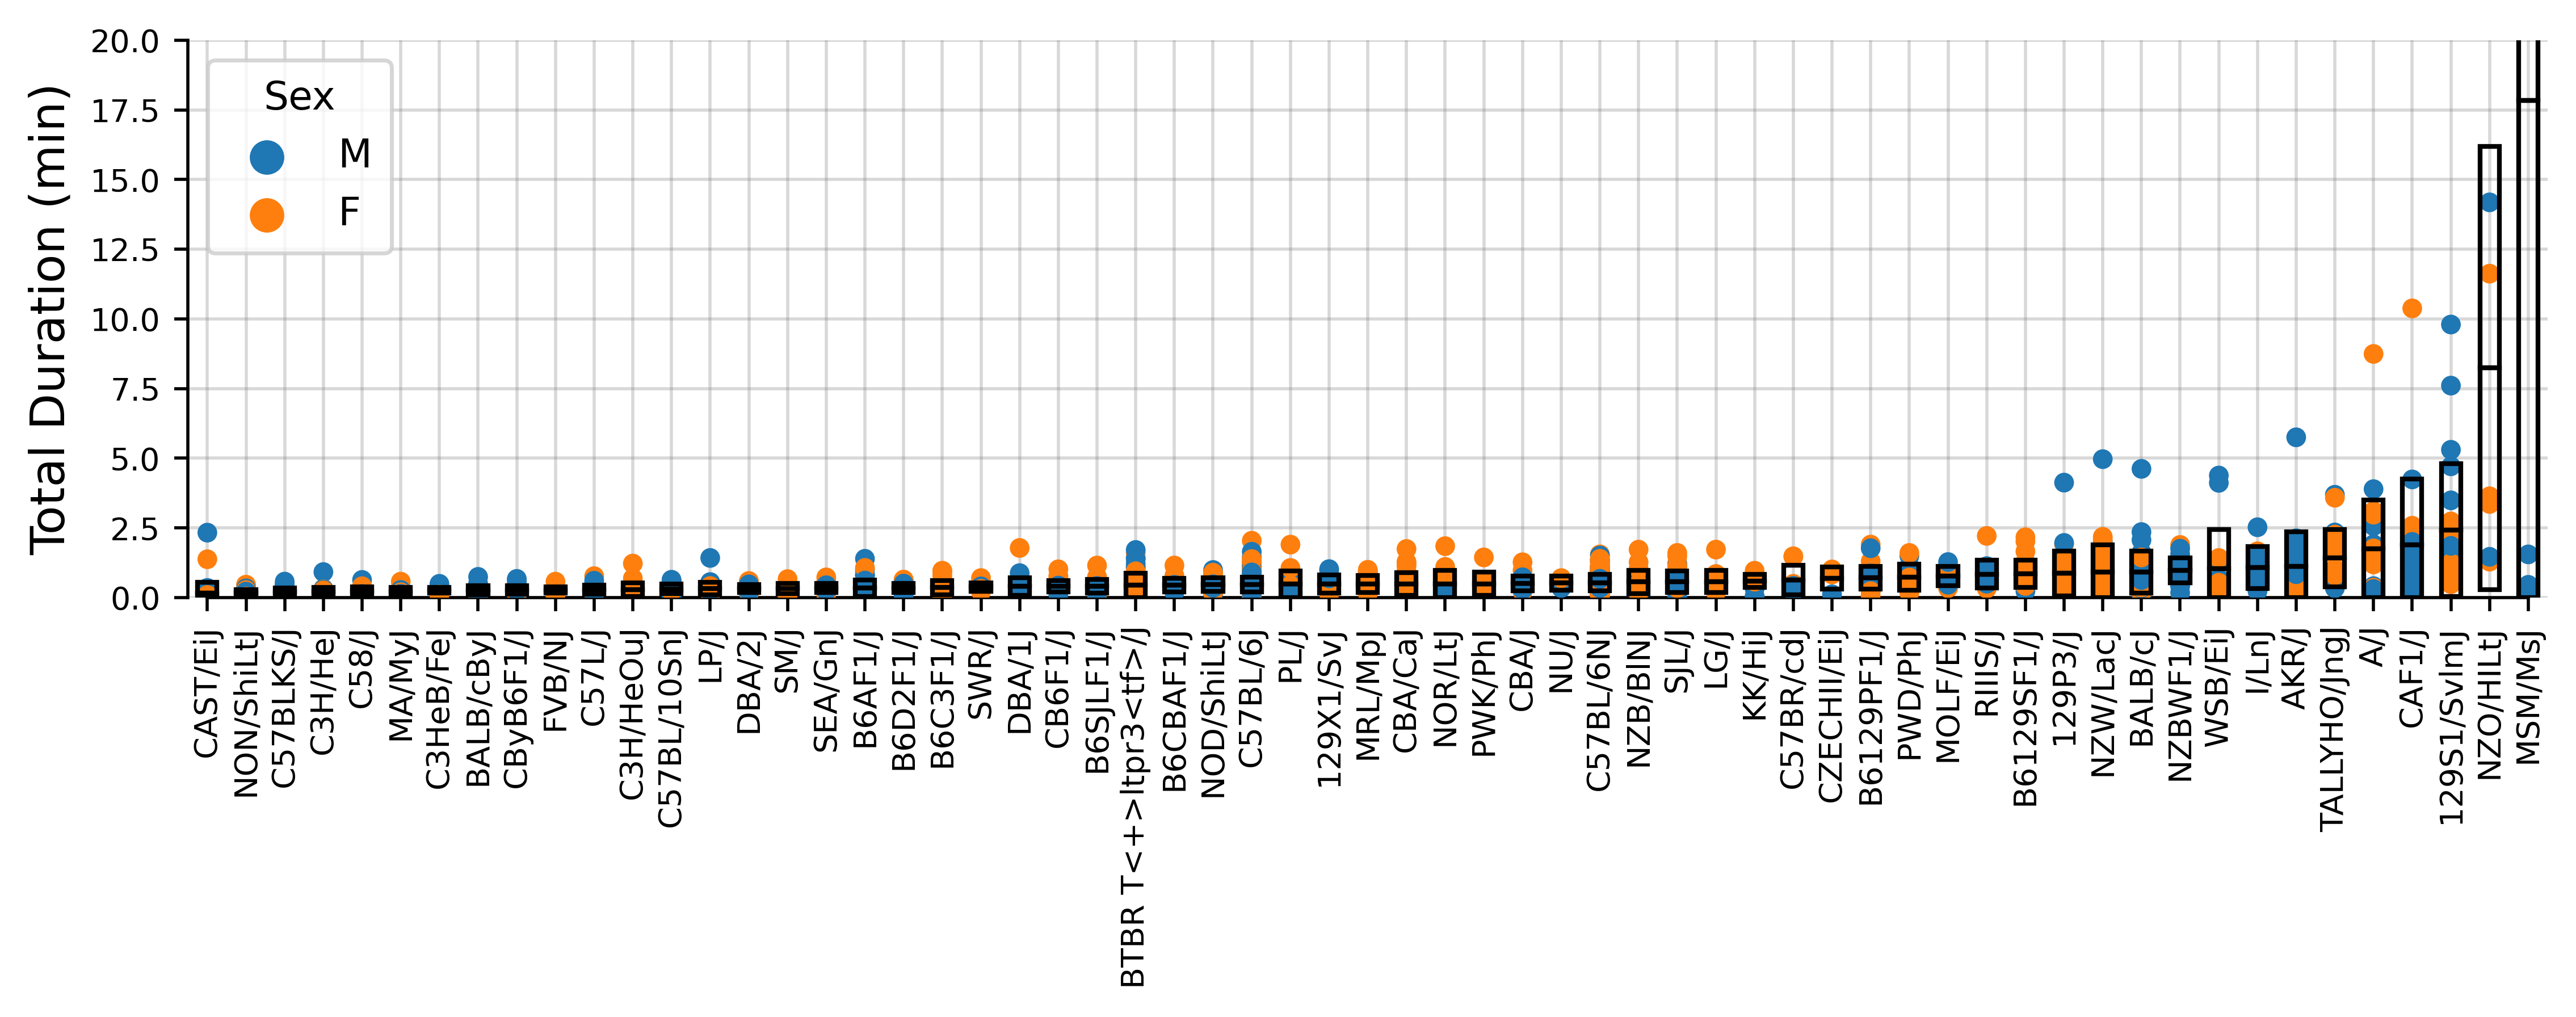 Total Duration (min)
20.0
17.5
15.0
12.5
10.0
7.5
5.0
2.5
0.0
Sex
M
F
CAST/EiJ
NON/ShiLtJ
C57BLKS/J
C3H/HeJ
C58/J
MA/MyJ
C3HeB/FeJ
BALB/cByJ
CByB6F1/J
FVB/NJ
C57L/J
C3H/HeOuJ
C57BL/10SnJ
LP/J
DBA/2J
SM/J
SEA/GnJ
B6AF1/J
B6D2F1/J
B6C3F1/J
SWR/J
DBA/1J
CB6F1/J
B6SJLF1/J
BTBR T<+>Itpr3<tf>/J
B6CBAF1/J
NOD/ShiLtJ
C57BL/6J
PL/J
129X1/SvJ
MRL/MpJ
CBA/CaJ
NOR/LtJ
PWK/PhJ
CBA/J
NU/J
C57BL/6NJ
NZB/BINJ
SJL/J
LG/J
KK/HiJ
C57BR/cdJ
CZECHII/EiJ
B6129PF1/J
PWD/PhJ
MOLF/EiJ
RIIIS/J
B6129SF1/J
129P3/J
NZW/LacJ
BALB/cJ
NZBWF1/J
WSB/EiJ
I/LnJ
AKR/J
TALLYHO/JngJ
A/J
CAF1/J
129S1/SvlmJ
NZO/HILtJ
MSM/MsJ